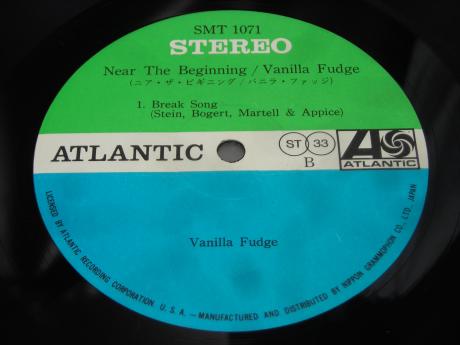 SMT 1071
STEREO
Near The Beginning / Vanilla Fudge
(ニア・ザ・ビギニング / バニラ・ファッジ)
1. Break Song
(Stein, Bogert, Martell & Appice)
ATLANTIC
ST 33
B
ATLANTIC
Vanilla Fudge
LICENSED BY ATLANTIC RECORDING CORPORATION U. S. A. — MANUFACTURED AND DISTRIBUTED BY NIPPON GRAMMOPHON CO., LTD., JAPAN